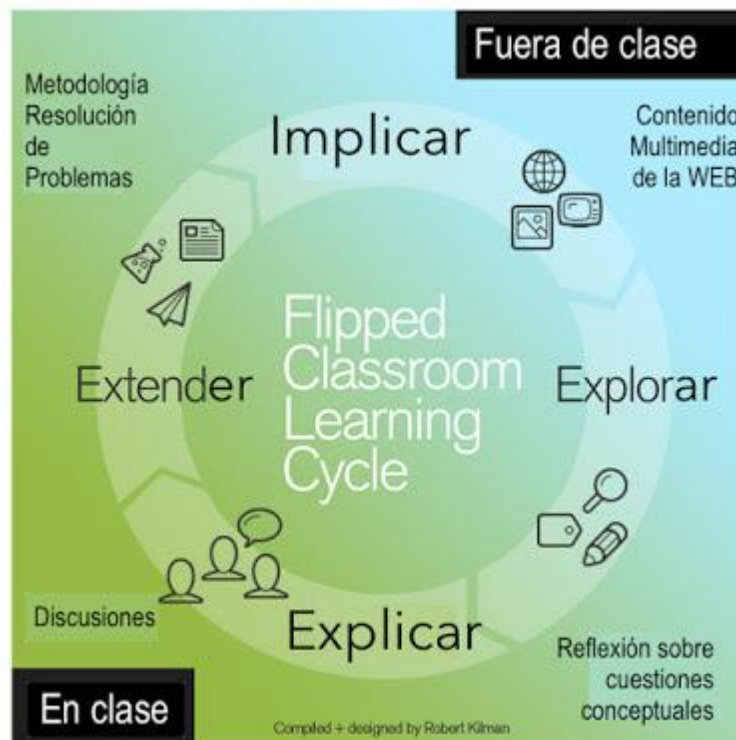 Fuera de clase
Metodología
Resolución
de
Problemas
Implicar
Contenido
Multimedia
de la WEB
Flipped
Classroom
Learning
Cycle
Extender
Explorar
Discusiones
Explicar
Reflexión sobre
cuestiones
conceptuales
En clase
Compiled + designed by Robert Kilman